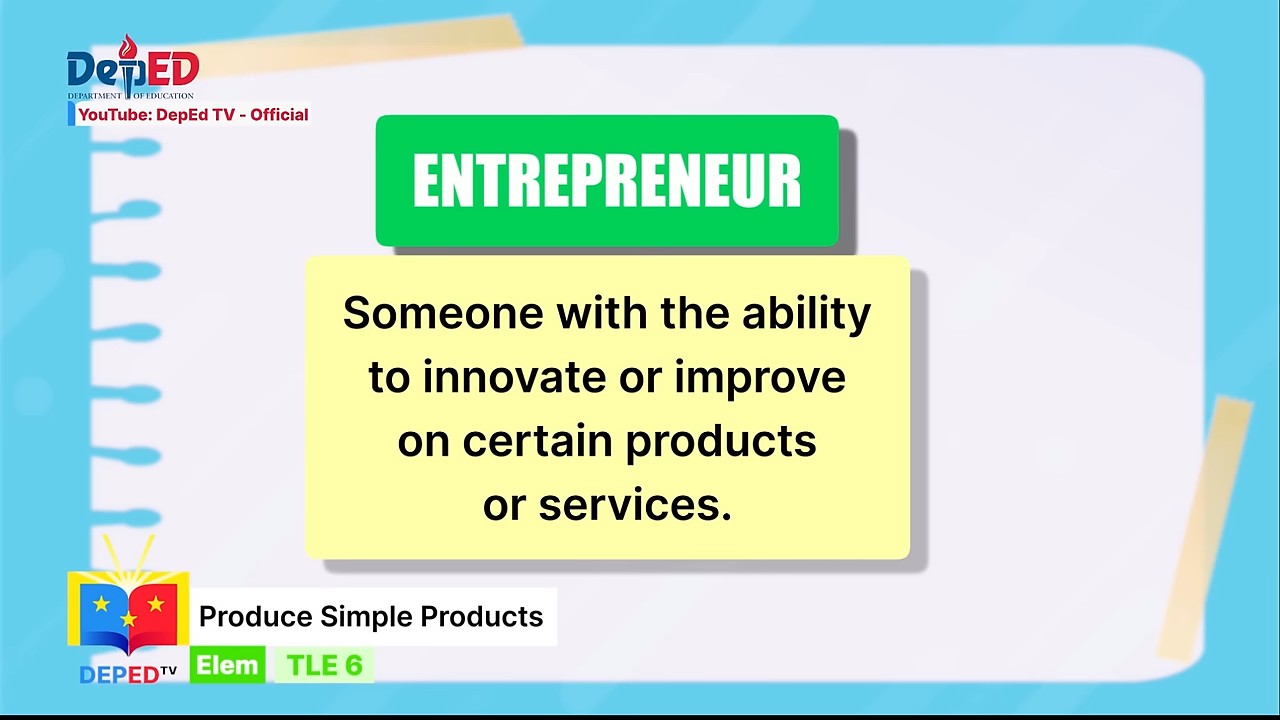 DepED
DEPARTMENT OF EDUCATION
YouTube: DepEd TV - Official
ENTREPRENEUR
Someone with the ability
to innovate or improve
on certain products
or services.
Produce Simple Products
DEPED TV
Elem TLE 6